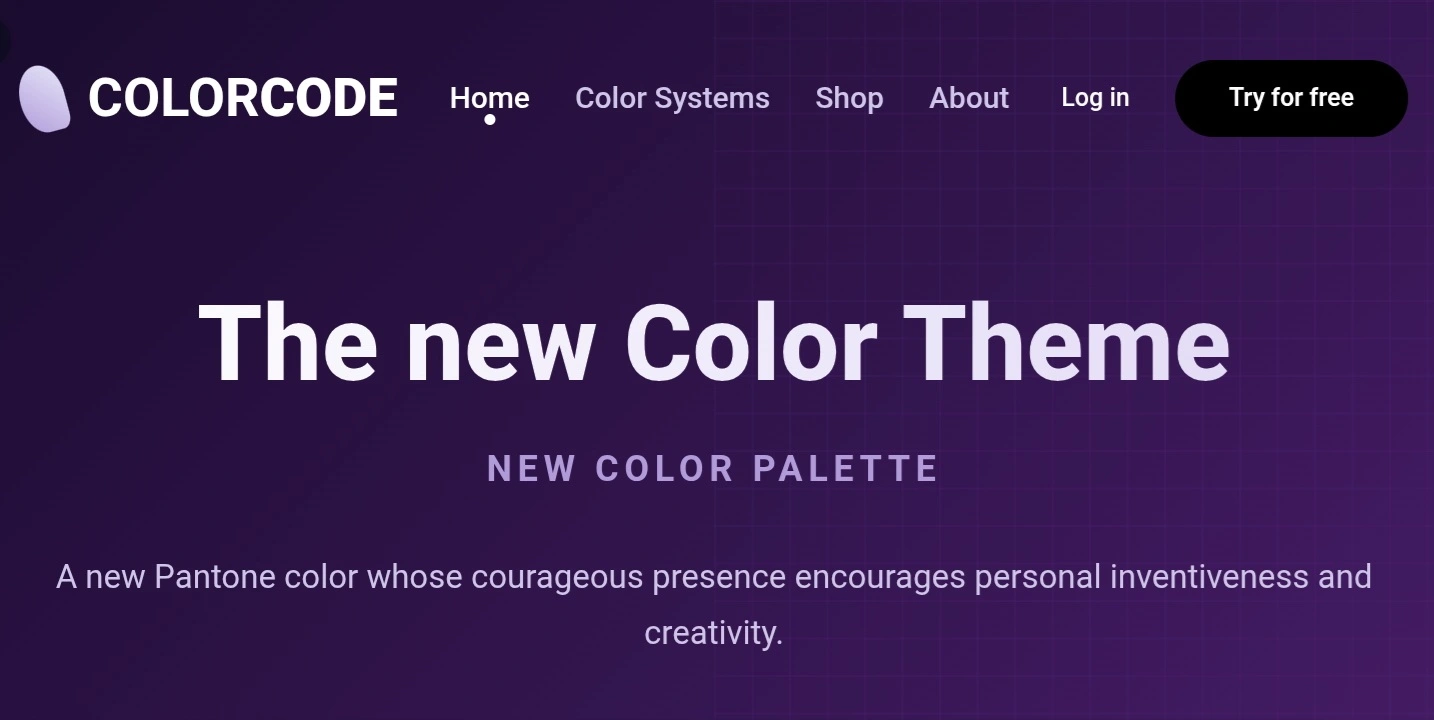 COLORCODE Home Color Systems Shop About Log in Try for free
The new Color Theme
NEW COLOR PALETTE
A new Pantone color whose courageous presence encourages personal inventiveness and
creativity.